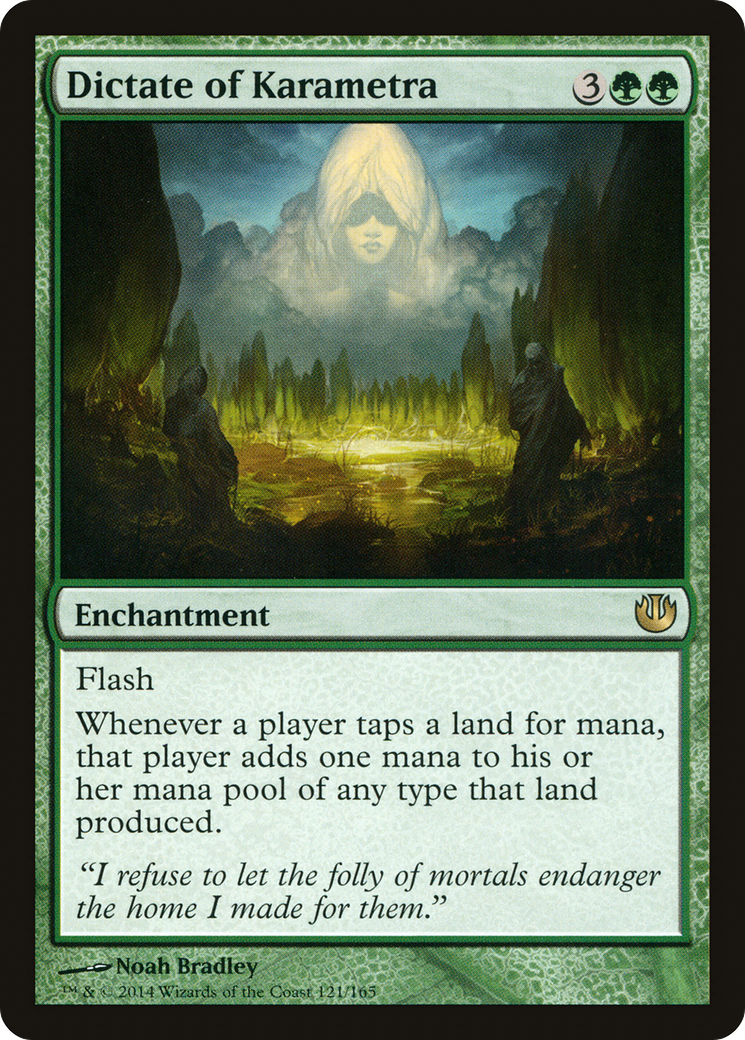 Dictate of Karametra 3
Enchantment
Flash
Whenever a player taps a land for mana,
that player adds one mana to his or
her mana pool of any type that land
produced.
“I refuse to let the folly of mortals endanger
the home I made for them.”
Noah Bradley
™ & © 2014 Wizards of the Coast 121/165